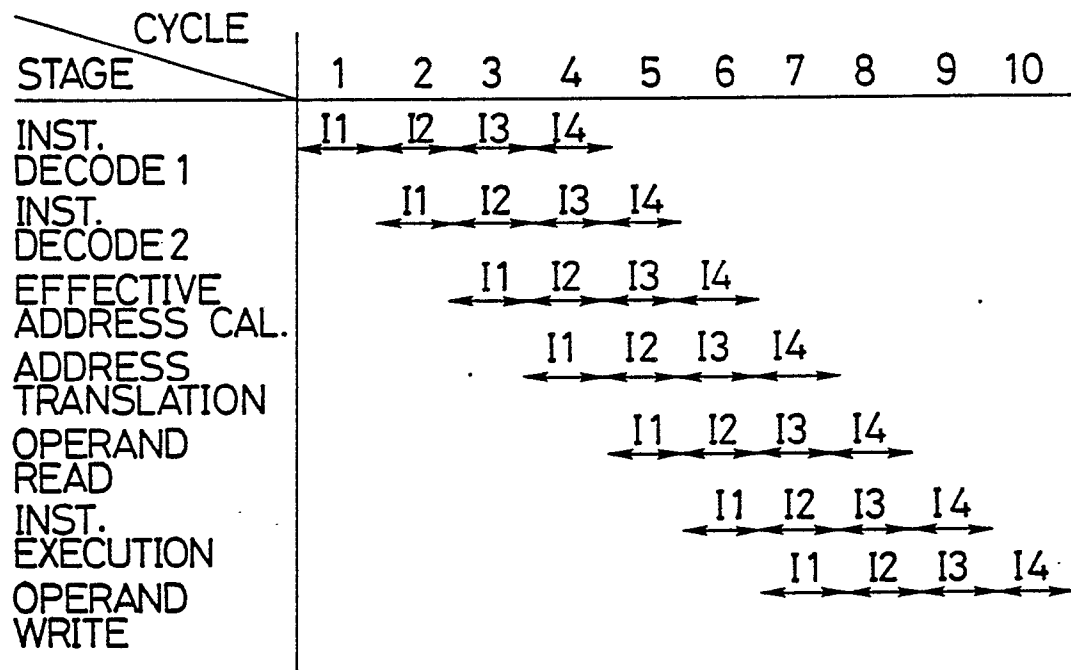 CYCLE
STAGE 1 2 3 4 5 6 7 8 9 10
INST. I1 I2 I3 I4
DECODE 1
INST. I1 I2 I3 I4
DECODE 2
EFFECTIVE I1 I2 I3 I4
ADDRESS CAL.
ADDRESS I1 I2 I3 I4
TRANSLATION
OPERAND I1 I2 I3 I4
READ
INST. I1 I2 I3 I4
EXECUTION
OPERAND I1 I2 I3 I4
WRITE